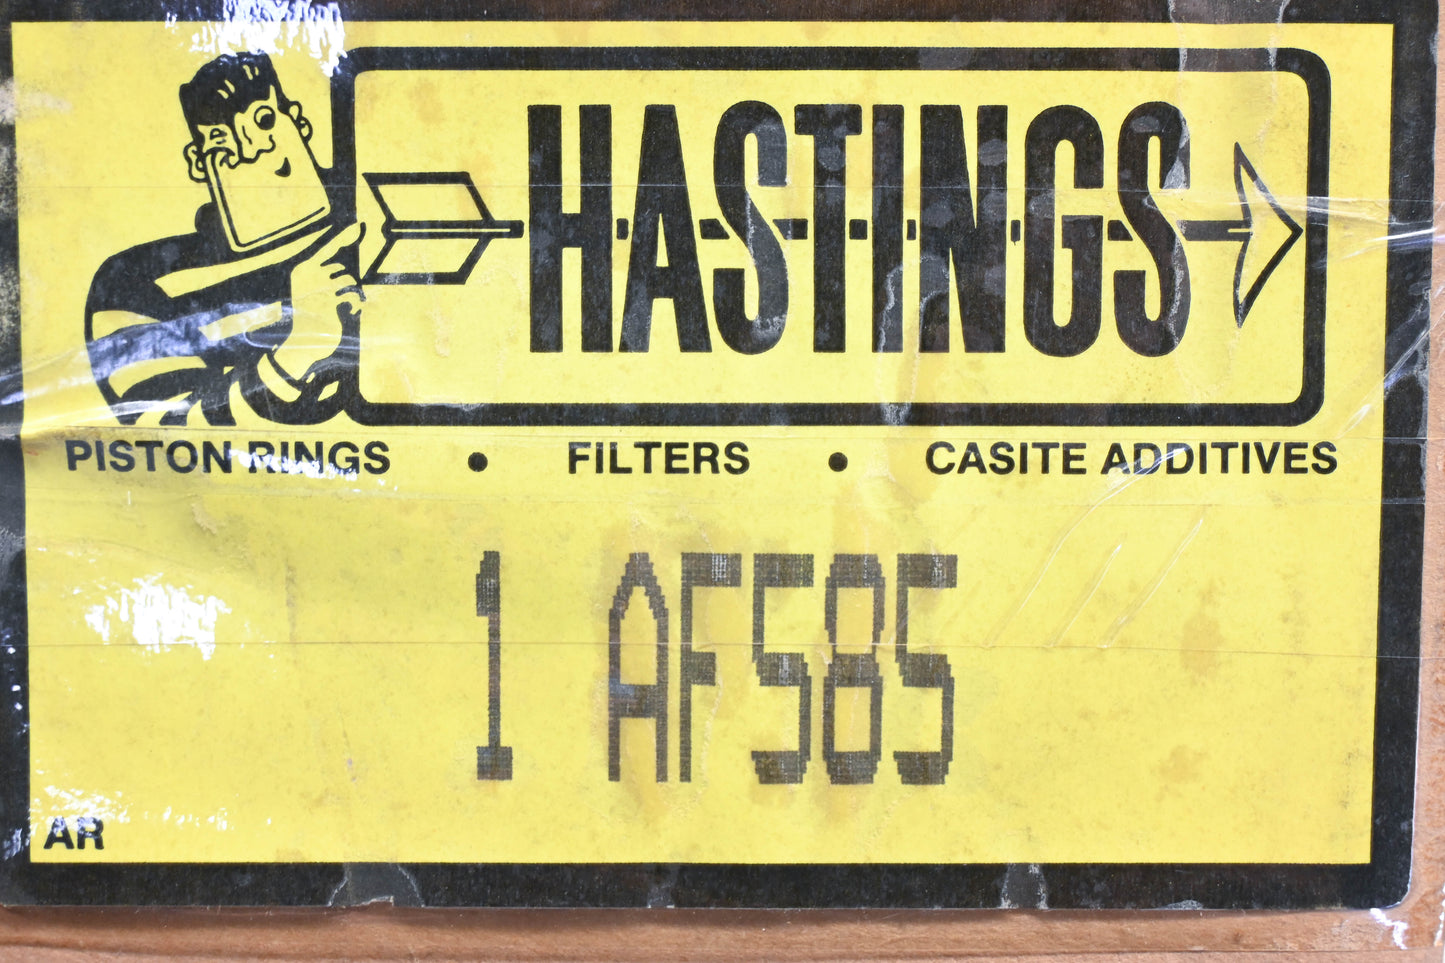 HASTINGS
PISTON RINGS • FILTERS • CASITE ADDITIVES
1 AF585
AR